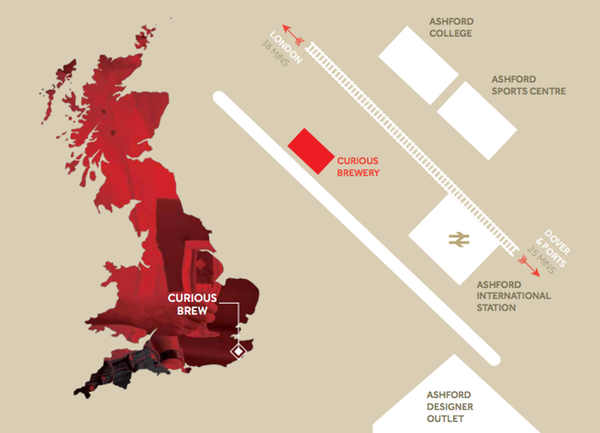 ASHFORD
COLLEGE
LONDON
38 MINS
ASHFORD
SPORTS CENTRE
CURIOUS
BREWERY
DOVER
& PORTS
25 MINS
ASHFORD
INTERNATIONAL
STATION
CURIOUS
BREW
ASHFORD
DESIGNER
OUTLET